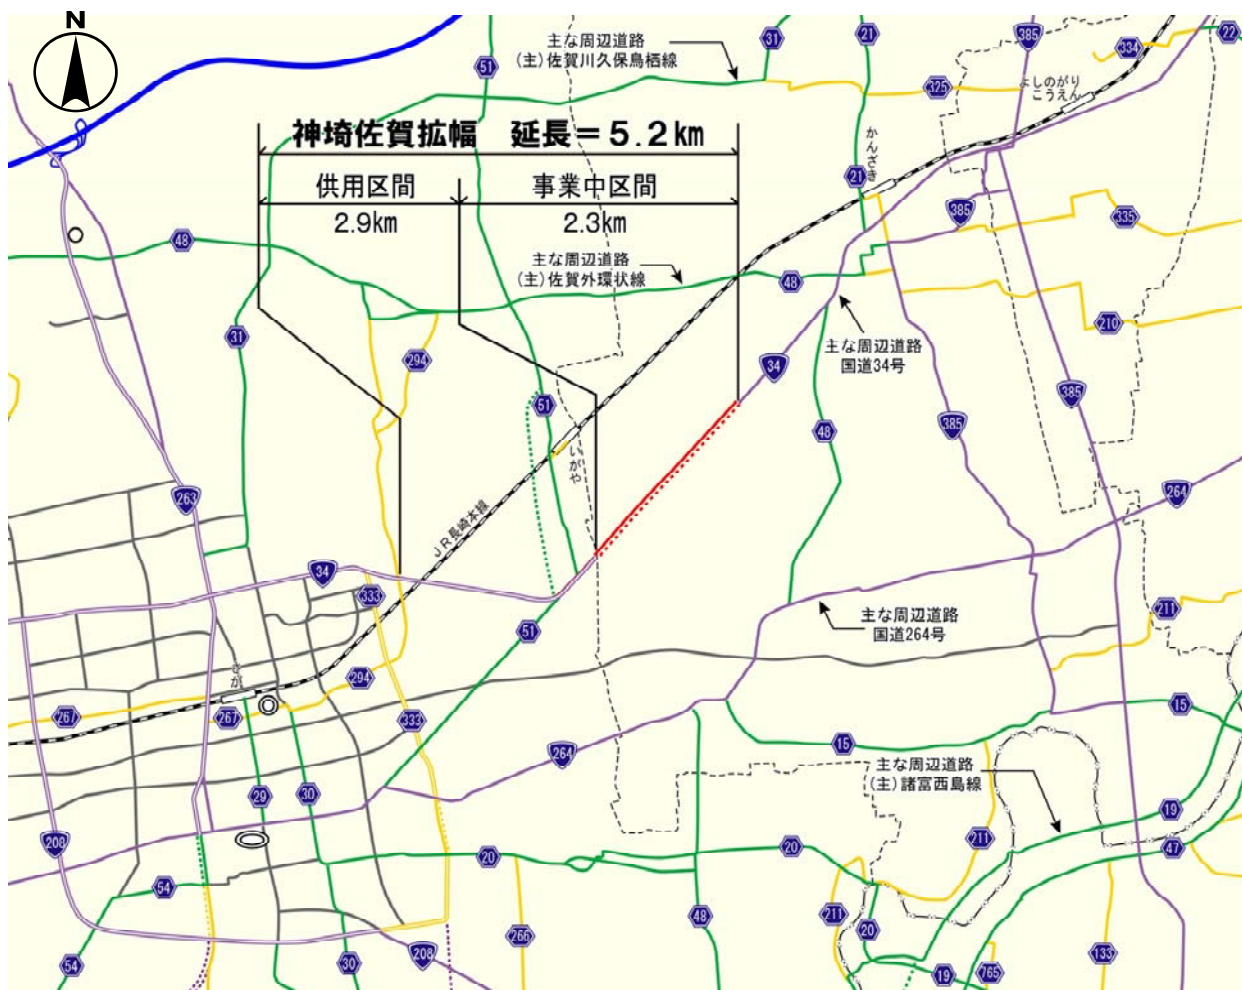 N
51
主な周辺道路
(主)佐賀川久保鳥栖線
31
21
385
334
22
325
よしのがり
こうえん
神埼佐賀拡幅 延長＝5.2km
かんざき
21
供用区間
事業中区間
2.9km
2.3km
385
335
48
主な周辺道路
(主)佐賀外環状線
48
31
294
主な周辺道路
国道34号
210
34
385
51
48
385
いがや
263
264
JR長崎本線
34
333
211
51
主な周辺道路
国道264号
さが
294
267
267
333
15
264
15
主な周辺道路
(主)諸富西島線
29
30
19
208
211
47
20
20
54
48
211
20
266
208
54
30
19
765
133